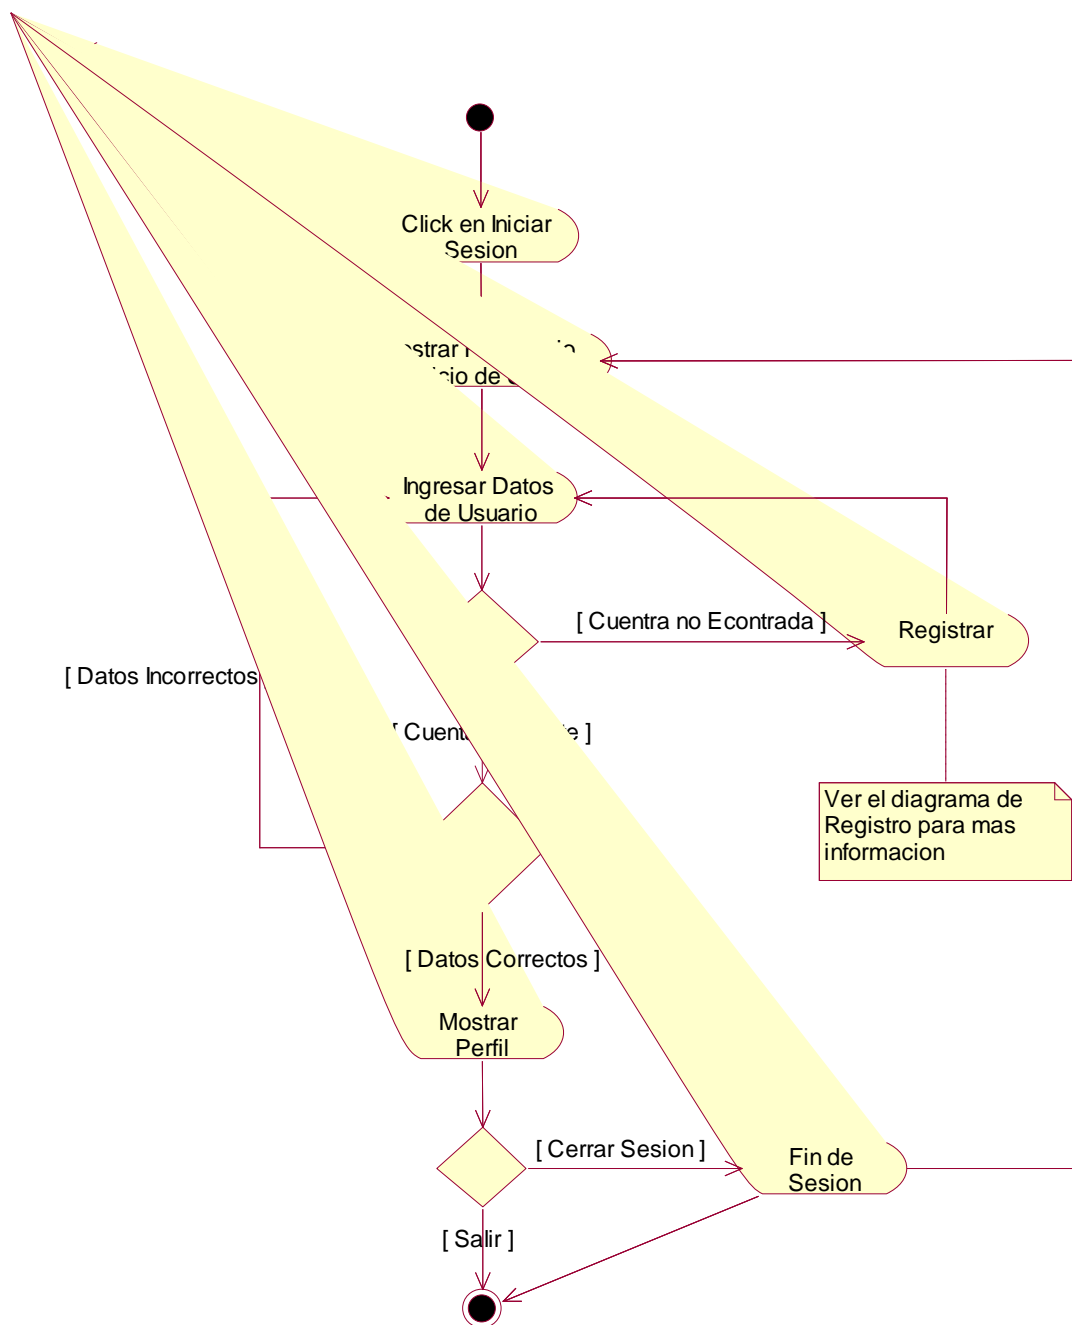 Click en Iniciar
Sesion
de
Ingresar Datos
de Usuario
[ Cuentra no Econtrada ]
Registrar
[ Datos Incorrectos
Ver el diagrama de
Registro para mas
informacion
[ Datos Correctos ]
Mostrar
Perfil
[ Cerrar Sesion ]
Fin de
Sesion
[ Salir ]